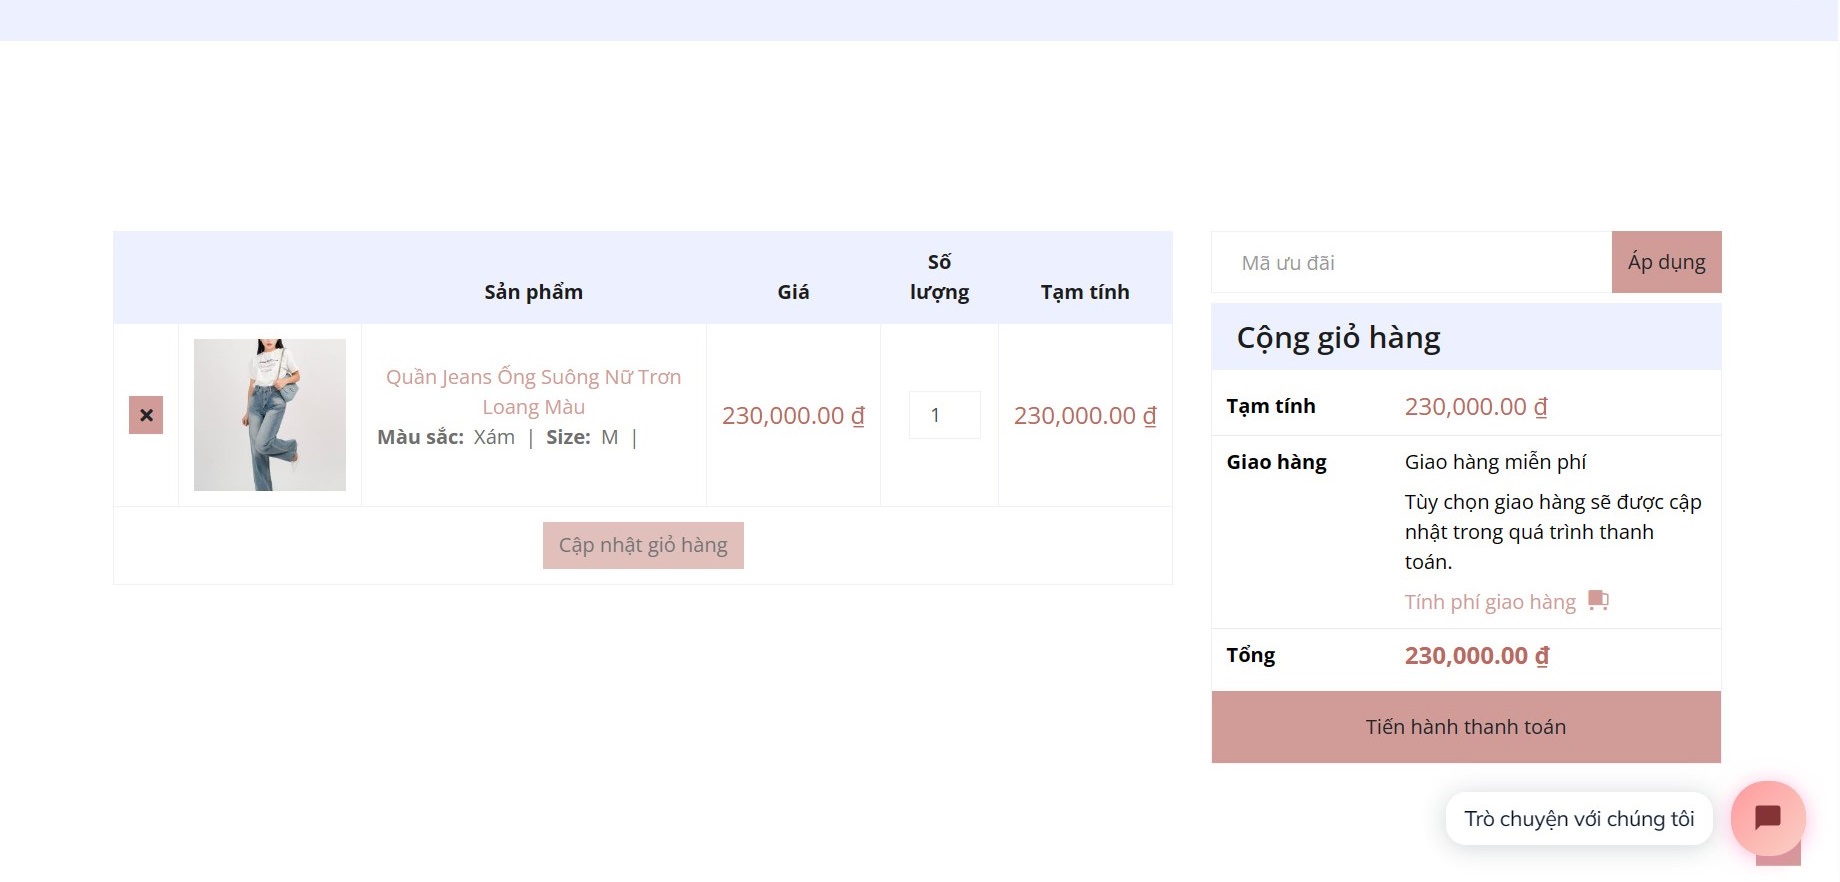 Sản phẩm
Giá
Số
lượng
Tạm tính
Quần Jeans Ống Suông Nữ Trơn
Loang Màu
Màu sắc: Xám | Size: M |
230,000.00 ₫
1
230,000.00 ₫
Cập nhật giỏ hàng
Mã ưu đãi
Áp dụng
Cộng giỏ hàng
Tạm tính 230,000.00 ₫
Giao hàng Giao hàng miễn phí
Tùy chọn giao hàng sẽ được cập
nhật trong quá trình thanh
toán.
Tính phí giao hàng
Tổng 230,000.00 ₫
Tiến hành thanh toán
Trò chuyện với chúng tôi